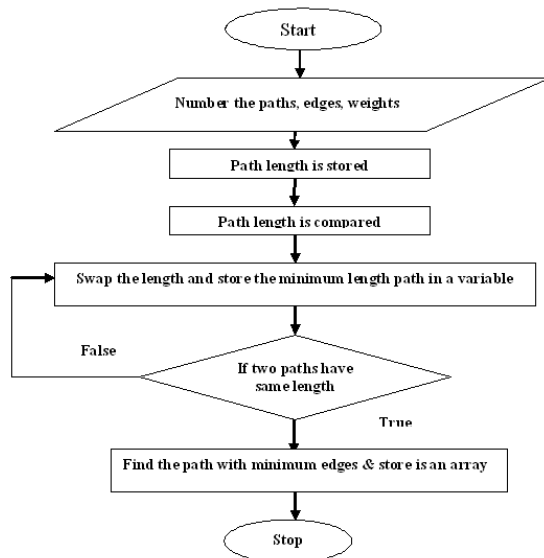 Start
Number the paths, edges, weights
Path length is stored
Path length is compared
Swap the length and store the minimum length path in a variable
False
If two paths have
same length
True
Find the path with minimum edges & store is an array
Stop